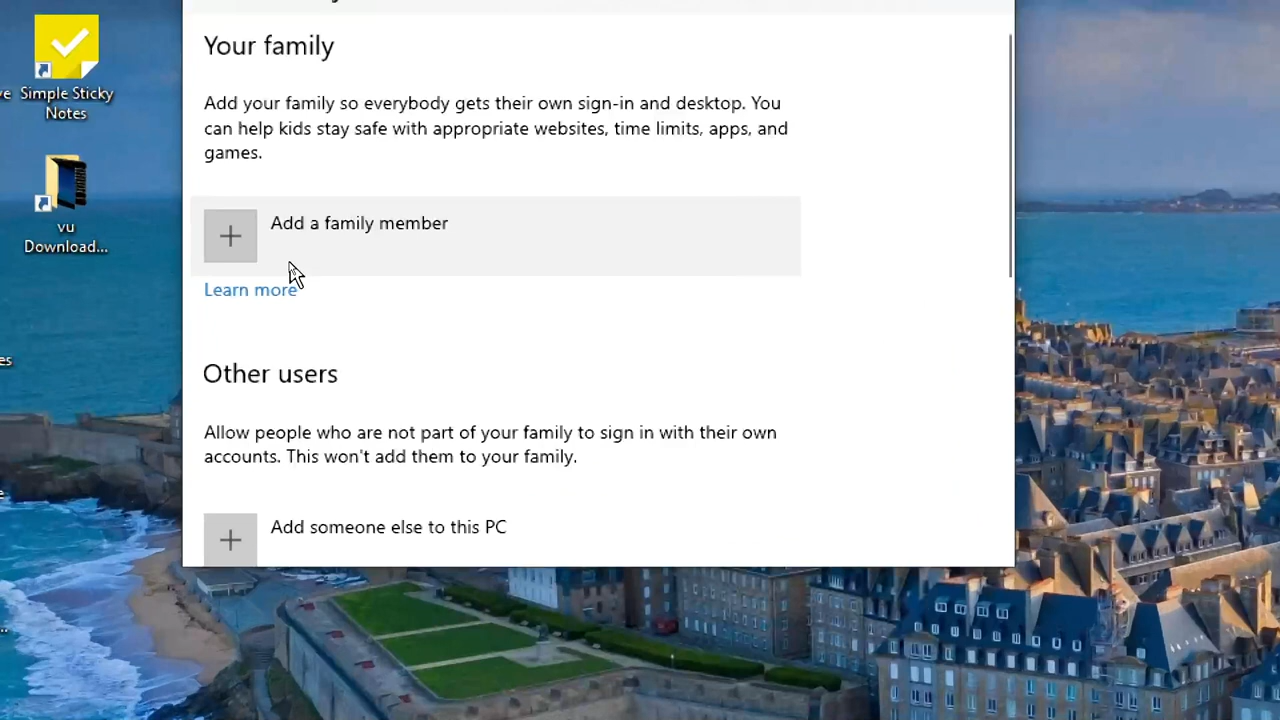 Your family
Add your family so everybody gets their own sign-in and desktop. You
can help kids stay safe with appropriate websites, time limits, apps, and
games.
Add a family member
Learn more
Other users
Allow people who are not part of your family to sign in with their own
accounts. This won't add them to your family.
Add someone else to this PC
Simple Sticky
Notes
vu
Download...